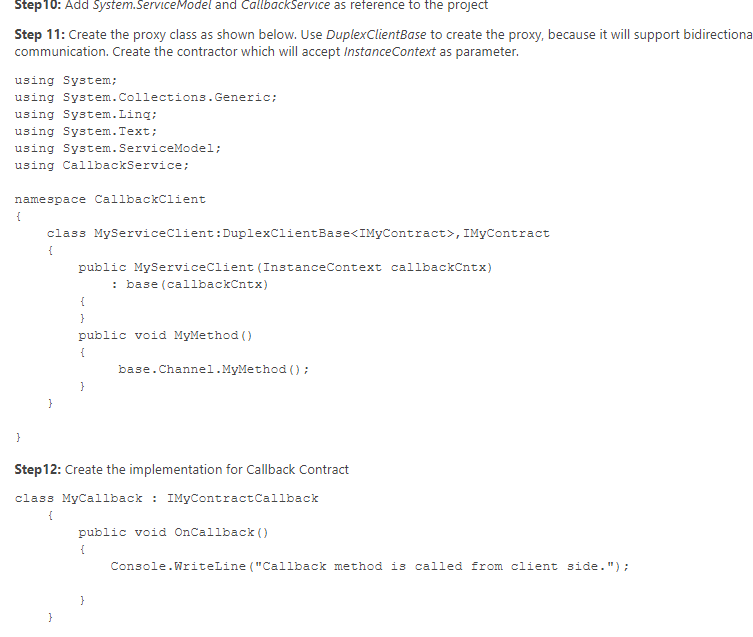 Step10: Add System.ServiceModel and CallbackService as reference to the project
Step 11: Create the proxy class as shown below. Use DuplexClientBase to create the proxy, because it will support bidirectiona
communication. Create the contractor which will accept InstanceContext as parameter.
using System;
using System.Collections.Generic;
using System.Linq;
using System.Text;
using System.ServiceModel;
using CallbackService;
namespace CallbackClient
{
class MyServiceClient:DuplexClientBase<IMyContract>,IMyContract
{
public MyServiceClient(InstanceContext callbackCntx)
: base(callbackCntx)
{
}
public void MyMethod()
{
base.Channel.MyMethod();
}
}
}
Step12: Create the implementation for Callback Contract
class MyCallback : IMyContractCallback
{
public void OnCallback()
{
Console.WriteLine("Callback method is called from client side.");
}
}